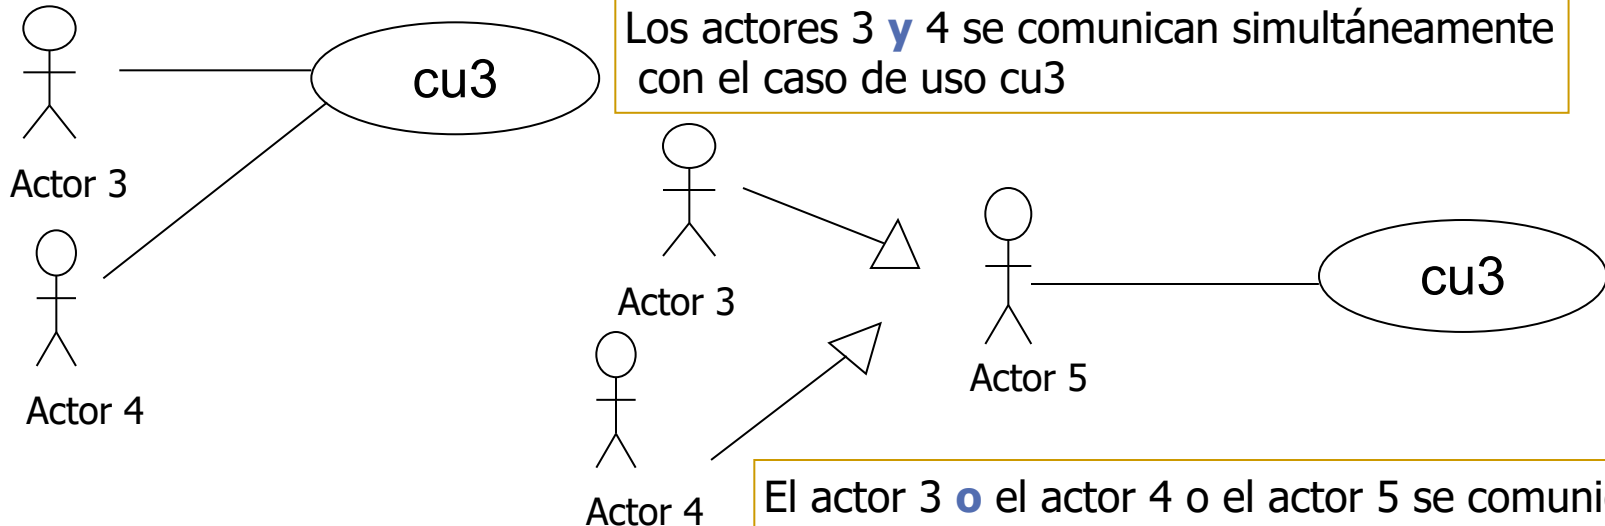 Los actores 3 y 4 se comunican simultáneamente
con el caso de uso cu3
cu3
Actor 3
Actor 4
Actor 3
Actor 4
Actor 5
cu3
El actor 3 o el actor 4 o el actor 5 se